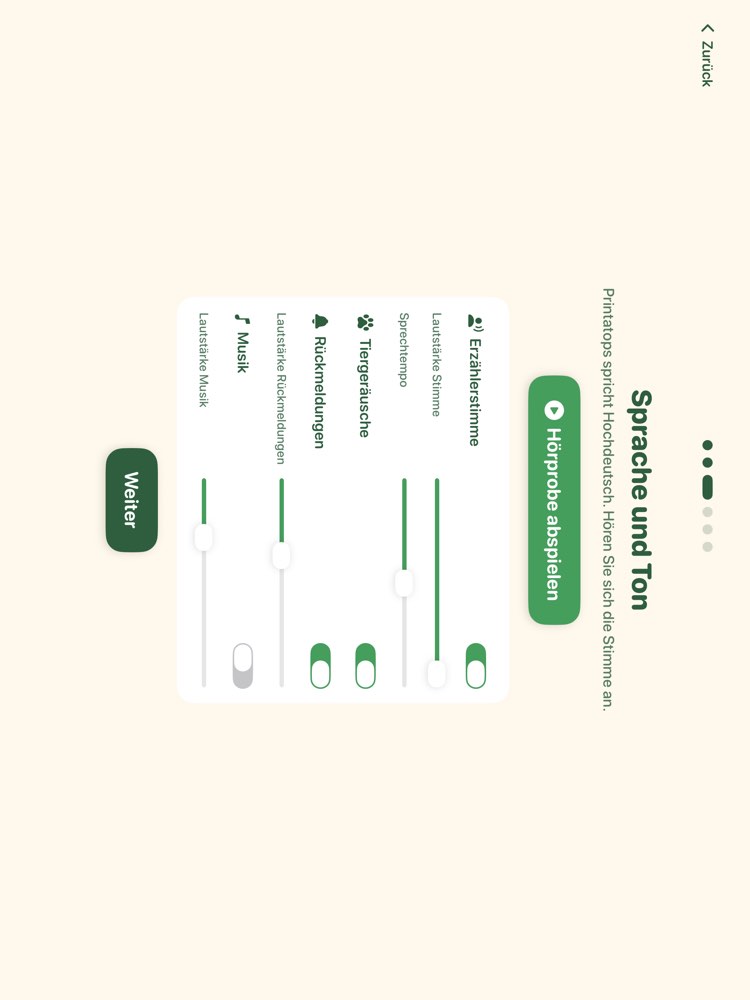 Zurück
Sprache und Ton
Printatops spricht Hochdeutsch. Hören Sie sich die Stimme an.
Hörprobe abspielen
Erzählerstimme
Lautstärke Stimme
Sprechtempo
Tiergeräusche
Rückmeldungen
Lautstärke Rückmeldungen
Musik
Lautstärke Musik
Weiter